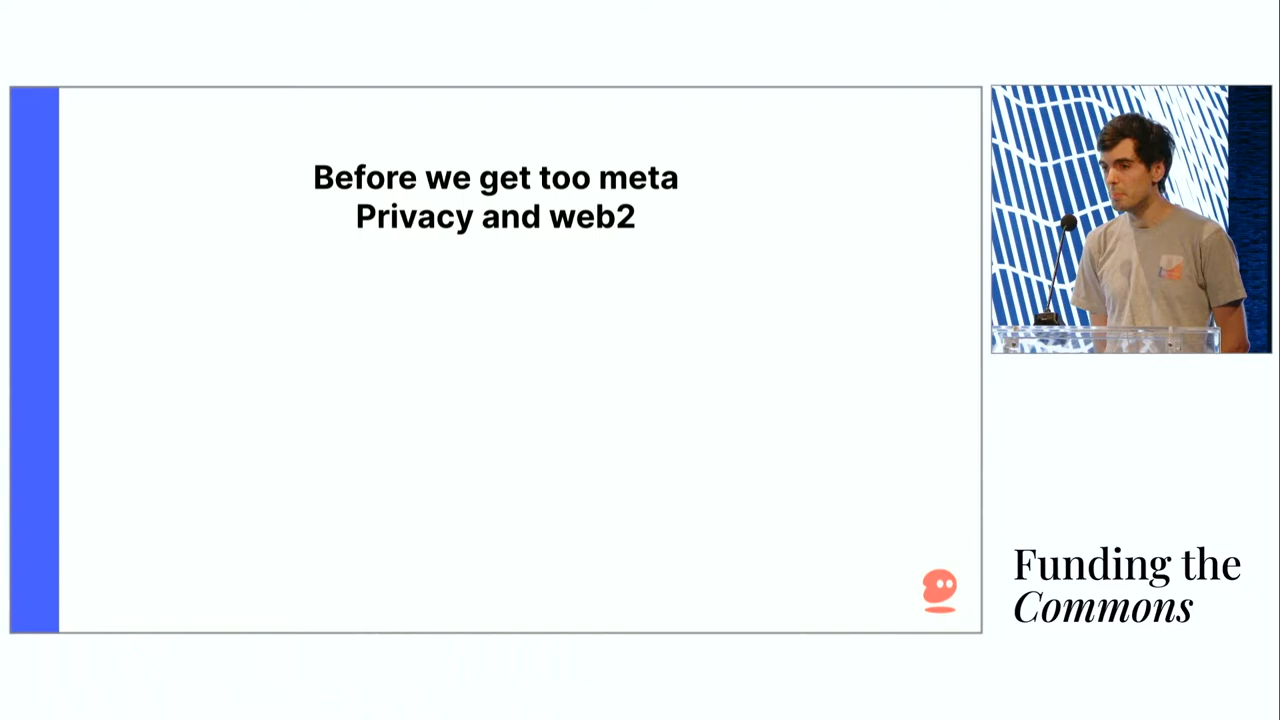 Before we get too meta
Privacy and web2
Funding the
Commons